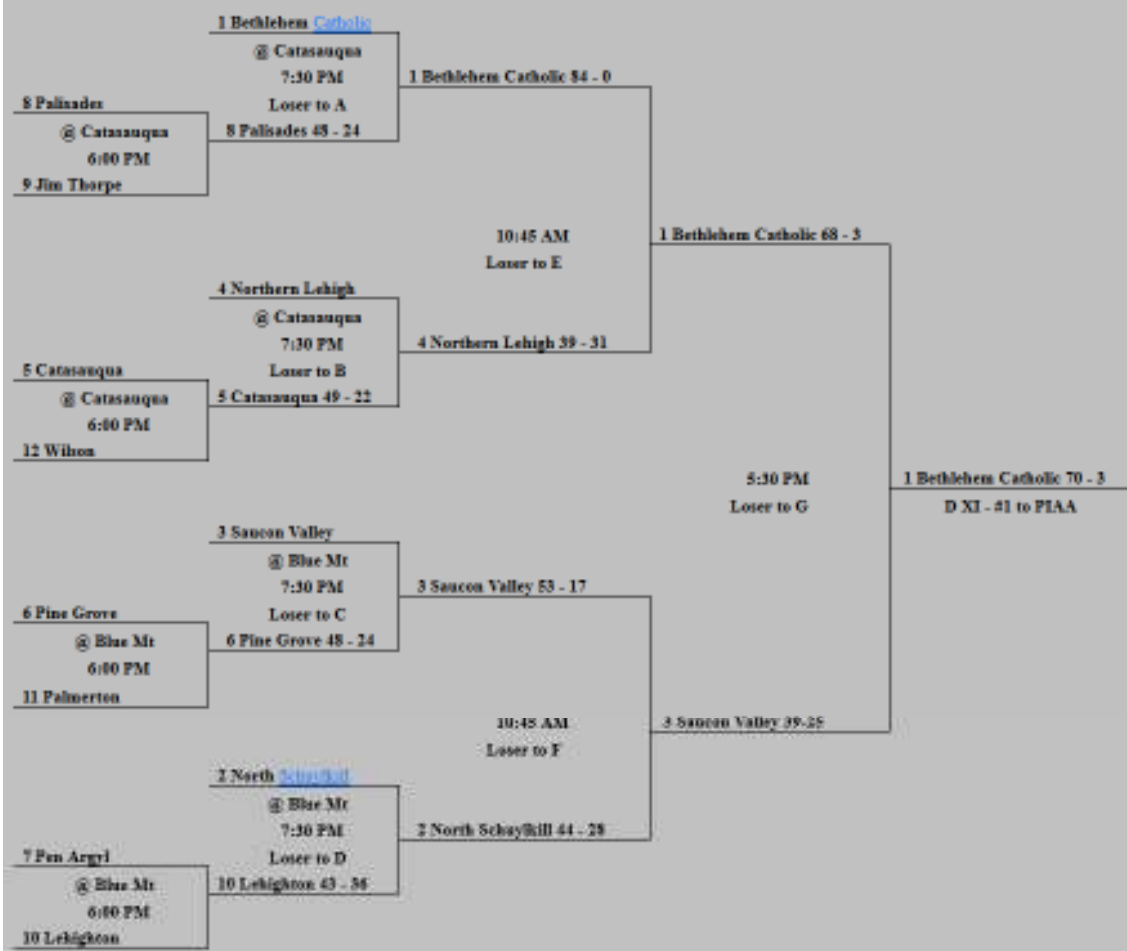 1 Bethlehem Catholic
@ Catasauqua
7:30 PM
1 Bethlehem Catholic 84 - 0
Loser to A
8 Palisades
@ Catasauqua
8 Palisades 48 - 24
6:00 PM
9 Jim Thorpe
10:45 AM
1 Bethlehem Catholic 68 - 3
Loser to E
4 Northern Lehigh
@ Catasauqua
7:30 PM
4 Northern Lehigh 39 - 31
5 Catasauqua
Loser to B
@ Catasauqua
5 Catasauqua 49 - 22
6:00 PM
12 Wilson
5:30 PM
1 Bethlehem Catholic 70 - 3
Loser to G
D XI - #1 to PIAA
3 Saucon Valley
@ Blue Mt
7:30 PM
3 Saucon Valley 53 - 17
6 Pine Grove
Loser to C
@ Blue Mt
6 Pine Grove 48 - 24
6:00 PM
11 Palmerton
10:45 AM
3 Saucon Valley 39-25
Loser to F
2 North Schuylkill
@ Blue Mt
7:30 PM
2 North Schuylkill 44 - 28
7 Pen Argyl
Loser to D
@ Blue Mt
10 Lehighton 43 - 36
6:00 PM
10 Lehighton